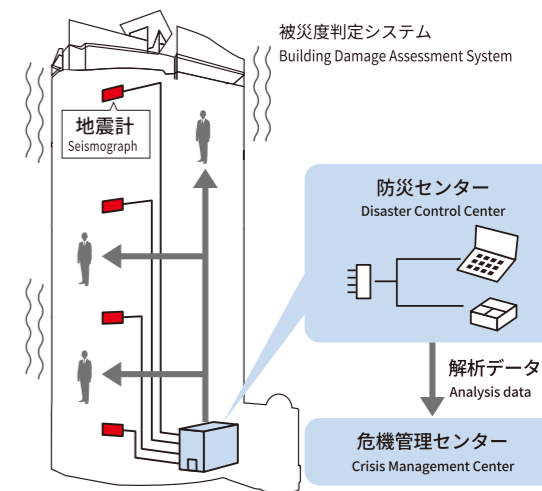 被災度判定システム
Building Damage Assessment System
地震計
Seismograph
防災センター
Disaster Control Center
解析データ
Analysis data
危機管理センター
Crisis Management Center